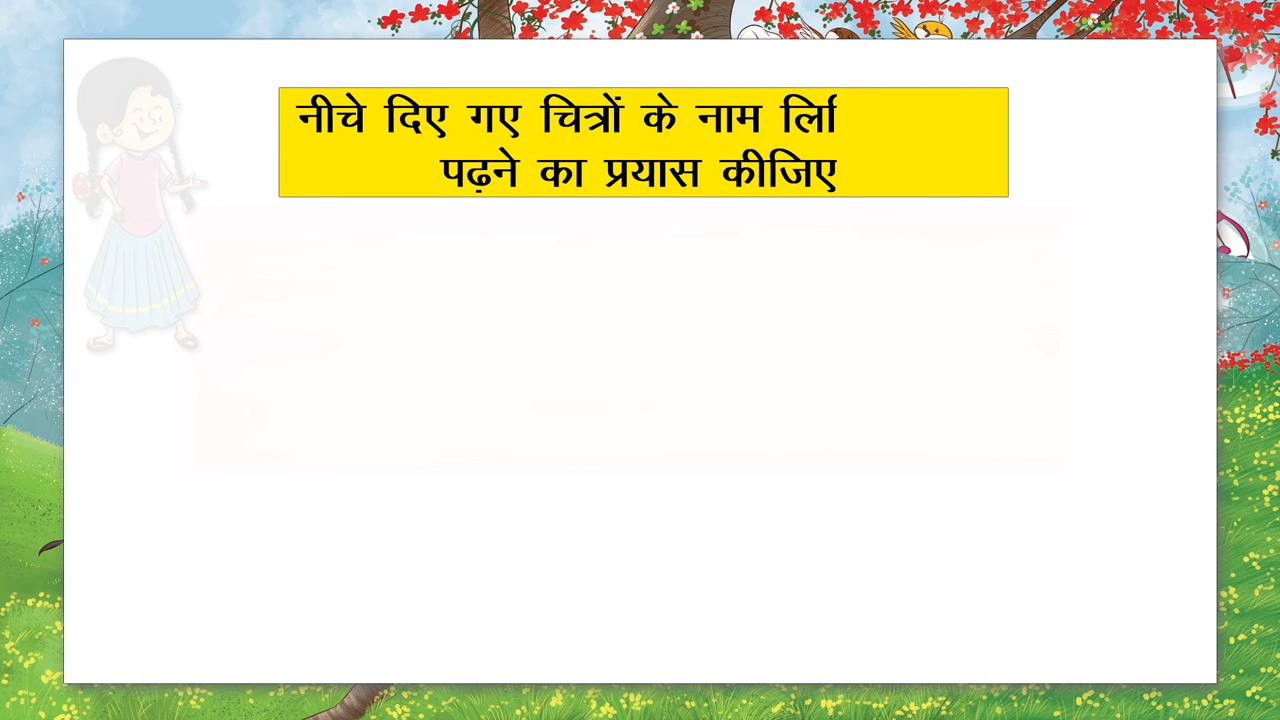 नीचे दिए गए चित्रों के नाम
पढ़ने का प्रयास कीजिए